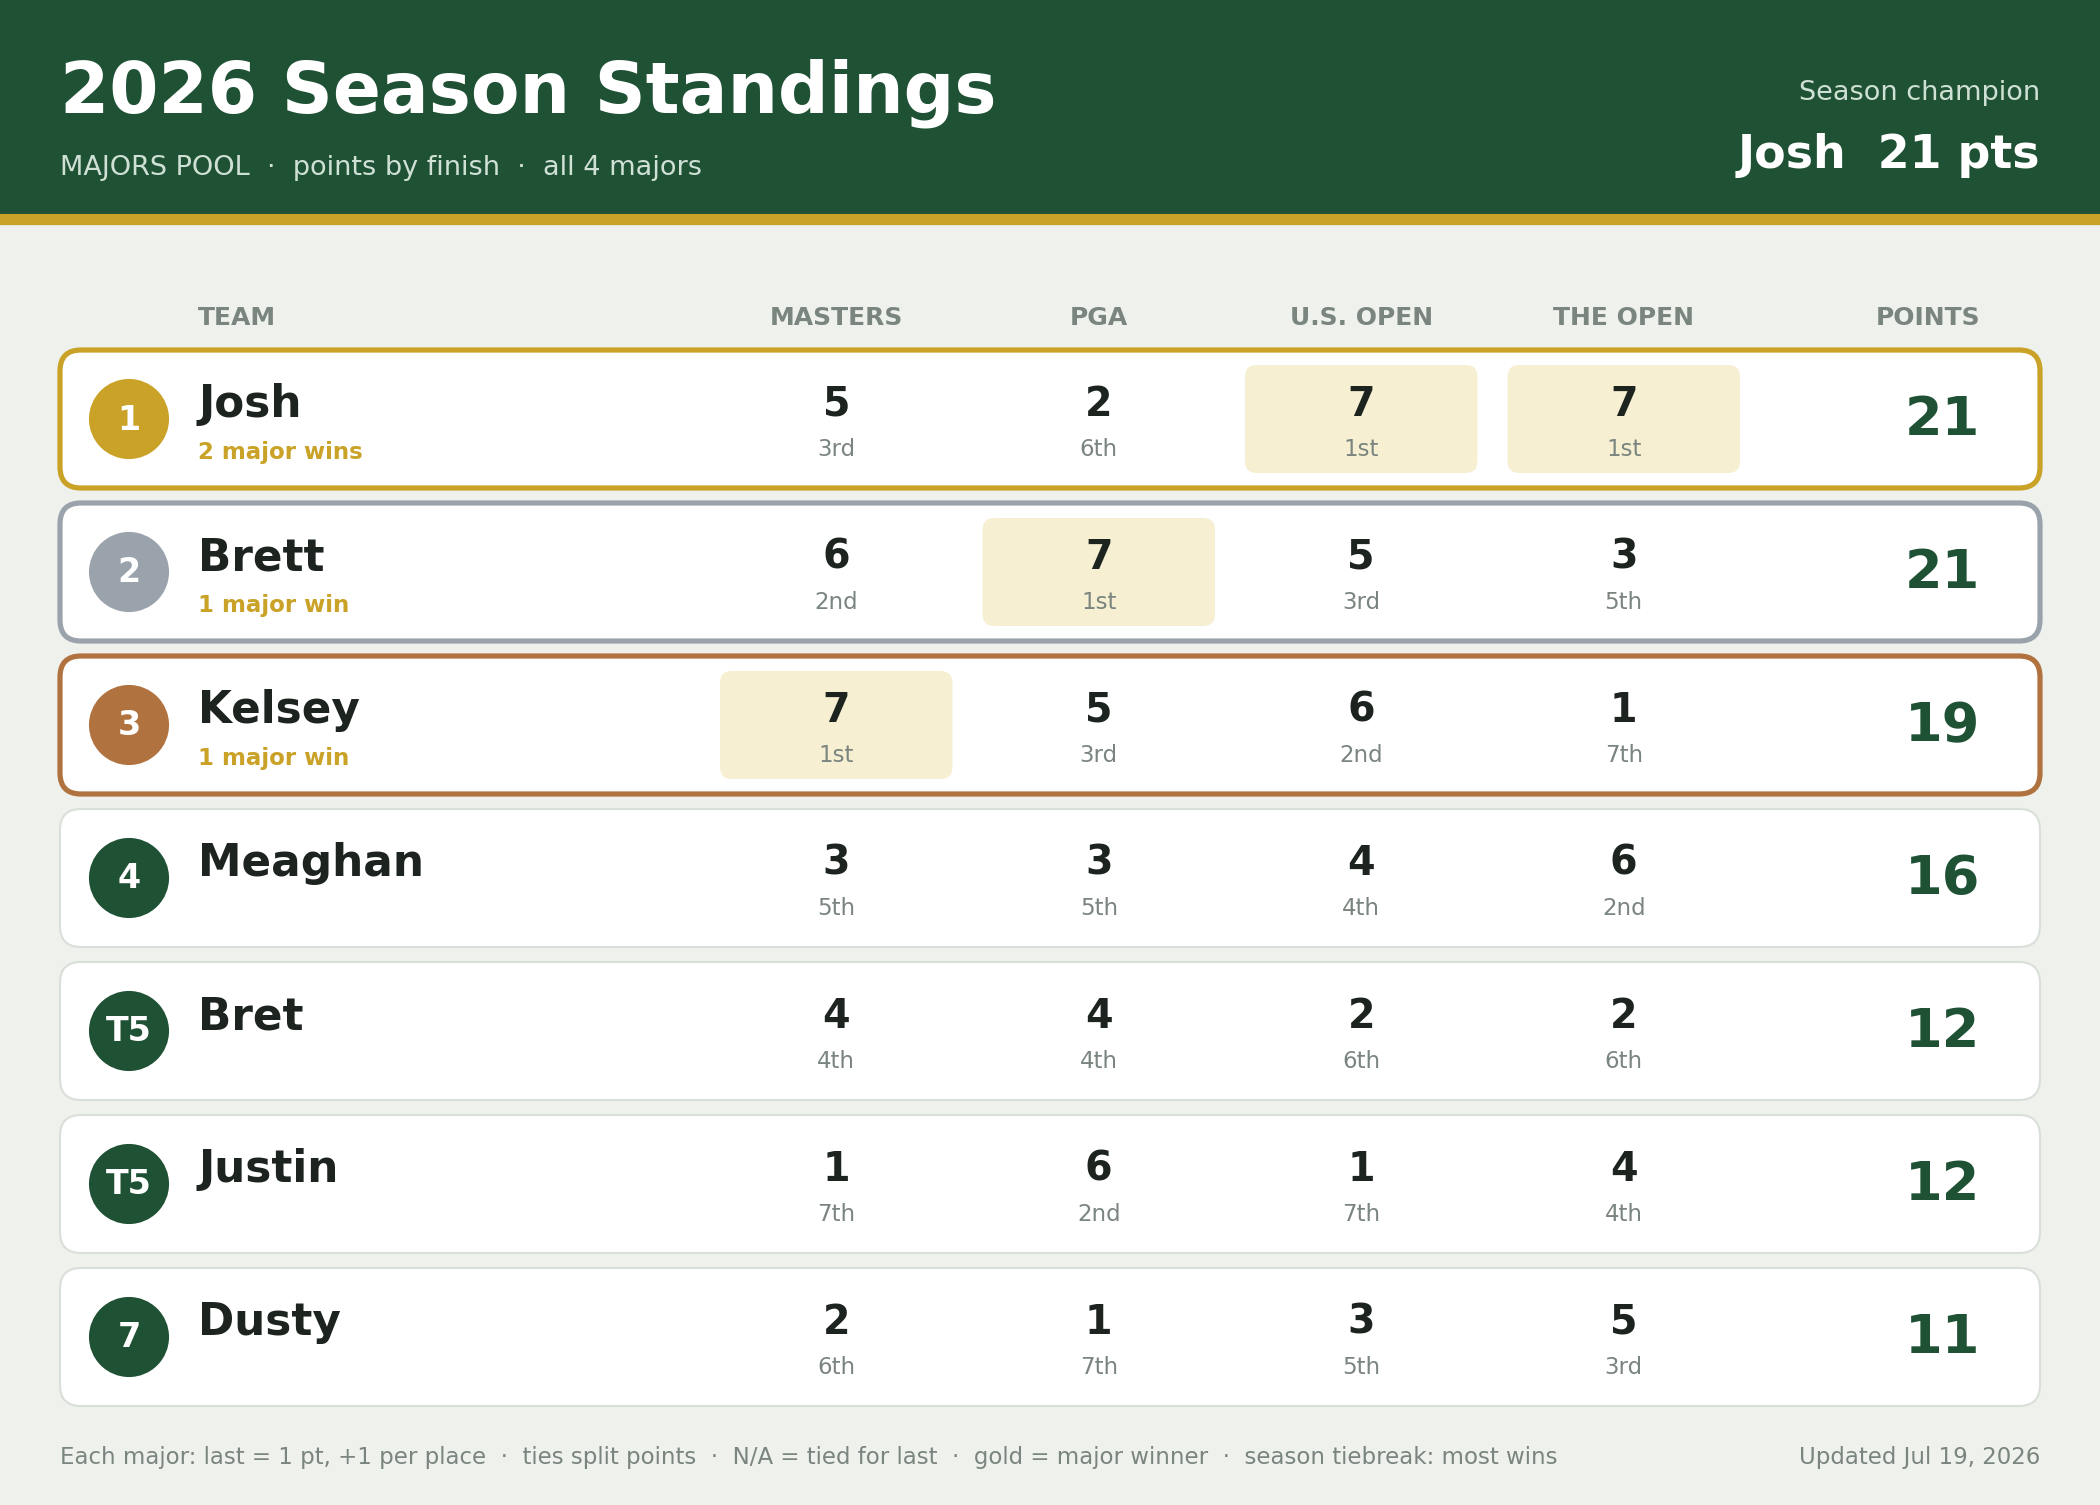 2026 Season Standings
MAJORS POOL · points by finish · all 4 majors
Season champion
Josh 21 pts
TEAM MASTERS PGA U.S. OPEN THE OPEN POINTS
1 Josh 5 2 7 7 21
2 major wins 3rd 6th 1st 1st
2 Brett 6 7 5 3 21
1 major win 2nd 1st 3rd 5th
3 Kelsey 7 5 6 1 19
1 major win 1st 3rd 2nd 7th
4 Meaghan 3 3 4 6 16
5th 5th 4th 2nd
T5 Bret 4 4 2 2 12
4th 4th 6th 6th
T5 Justin 1 6 1 4 12
7th 2nd 7th 4th
7 Dusty 2 1 3 5 11
6th 7th 5th 3rd
Each major: last = 1 pt, +1 per place · ties split points · N/A = tied for last · gold = major winner · season tiebreak: most wins
Updated Jul 19, 2026